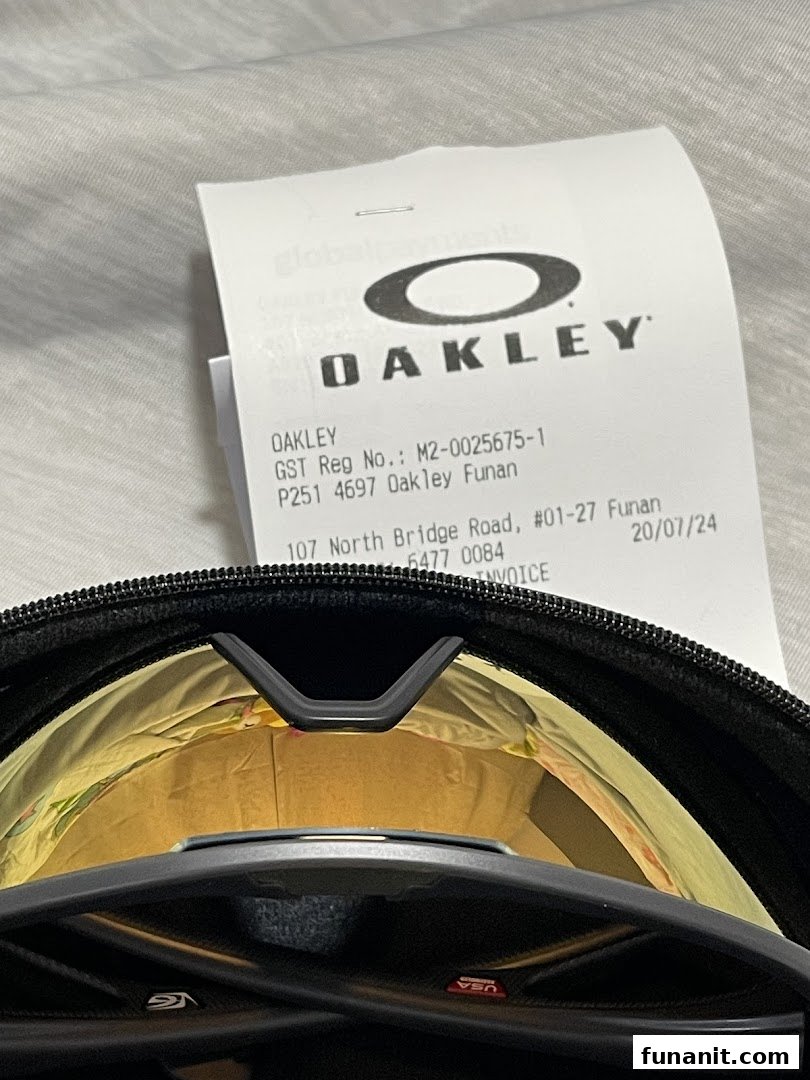 OAKLEY
OAKLEY
GST Reg No.: M2-0025675-1
P251 4697 Oakley Funan
107 North Bridge Road, #01-27 Funan
6477 0084 20/07/24
INVOICE
USA
funanit.com